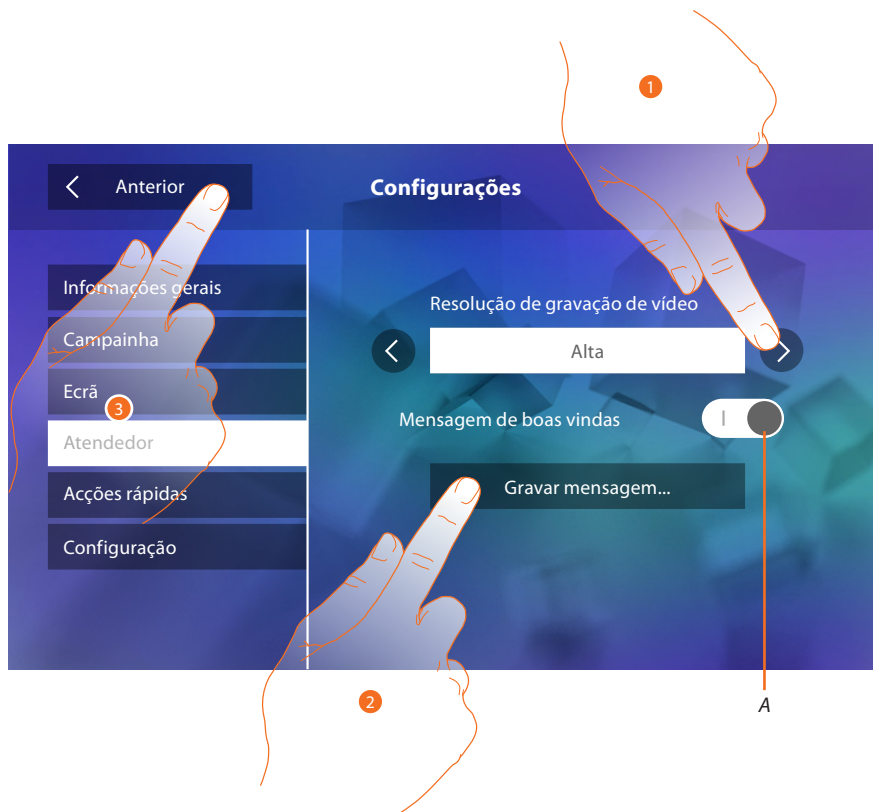 1
Anterior
Configurações
Informações gerais
Campainha
Ecrã
3
Atendedor
Acções rápidas
Configuração
Resolução de gravação de vídeo
Alta
Mensagem de boas vindas
I
Gravar mensagem...
2
A